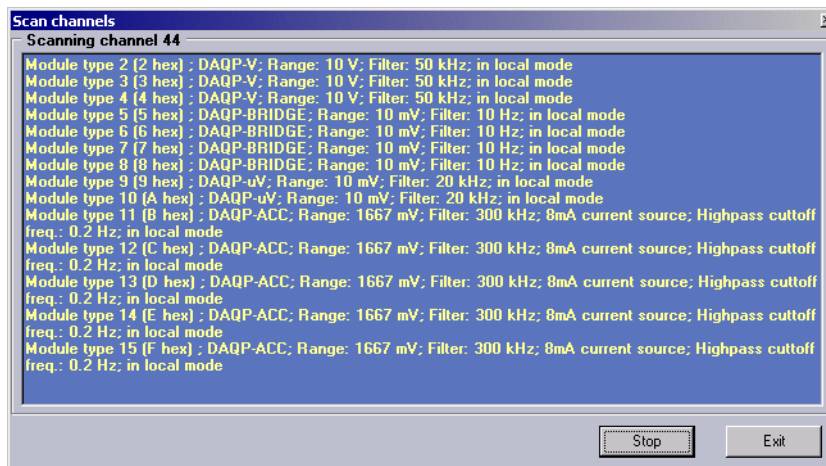 Scan channels
Scanning channel 44
Module type 2 (2 hex) ; DAQP-V; Range: 10 V; Filter: 50 kHz; in local mode
Module type 3 (3 hex) ; DAQP-V; Range: 10 V; Filter: 50 kHz; in local mode
Module type 4 (4 hex) ; DAQP-V; Range: 10 V; Filter: 50 kHz; in local mode
Module type 5 (5 hex) ; DAQP-BRIDGE; Range: 10 mV; Filter: 10 Hz; in local mode
Module type 6 (6 hex) ; DAQP-BRIDGE; Range: 10 mV; Filter: 10 Hz; in local mode
Module type 7 (7 hex) ; DAQP-BRIDGE; Range: 10 mV; Filter: 10 Hz; in local mode
Module type 8 (8 hex) ; DAQP-BRIDGE; Range: 10 mV; Filter: 10 Hz; in local mode
Module type 9 (9 hex) ; DAQP-uV; Range: 10 mV; Filter: 20 kHz; in local mode
Module type 10 (A hex) ; DAQP-uV; Range: 10 mV; Filter: 20 kHz; in local mode
Module type 11 (B hex) ; DAQP-ACC; Range: 1667 mV; Filter: 300 kHz; 8mA current source; Highpass cuttoff
freq.: 0.2 Hz; in local mode
Module type 12 (C hex) ; DAQP-ACC; Range: 1667 mV; Filter: 300 kHz; 8mA current source; Highpass cuttoff
freq.: 0.2 Hz; in local mode
Module type 13 (D hex) ; DAQP-ACC; Range: 1667 mV; Filter: 300 kHz; 8mA current source; Highpass cuttoff
freq.: 0.2 Hz; in local mode
Module type 14 (E hex) ; DAQP-ACC; Range: 1667 mV; Filter: 300 kHz; 8mA current source; Highpass cuttoff
freq.: 0.2 Hz; in local mode
Module type 15 (F hex) ; DAQP-ACC; Range: 1667 mV; Filter: 300 kHz; 8mA current source; Highpass cuttoff
freq.: 0.2 Hz; in local mode
Stop
Exit